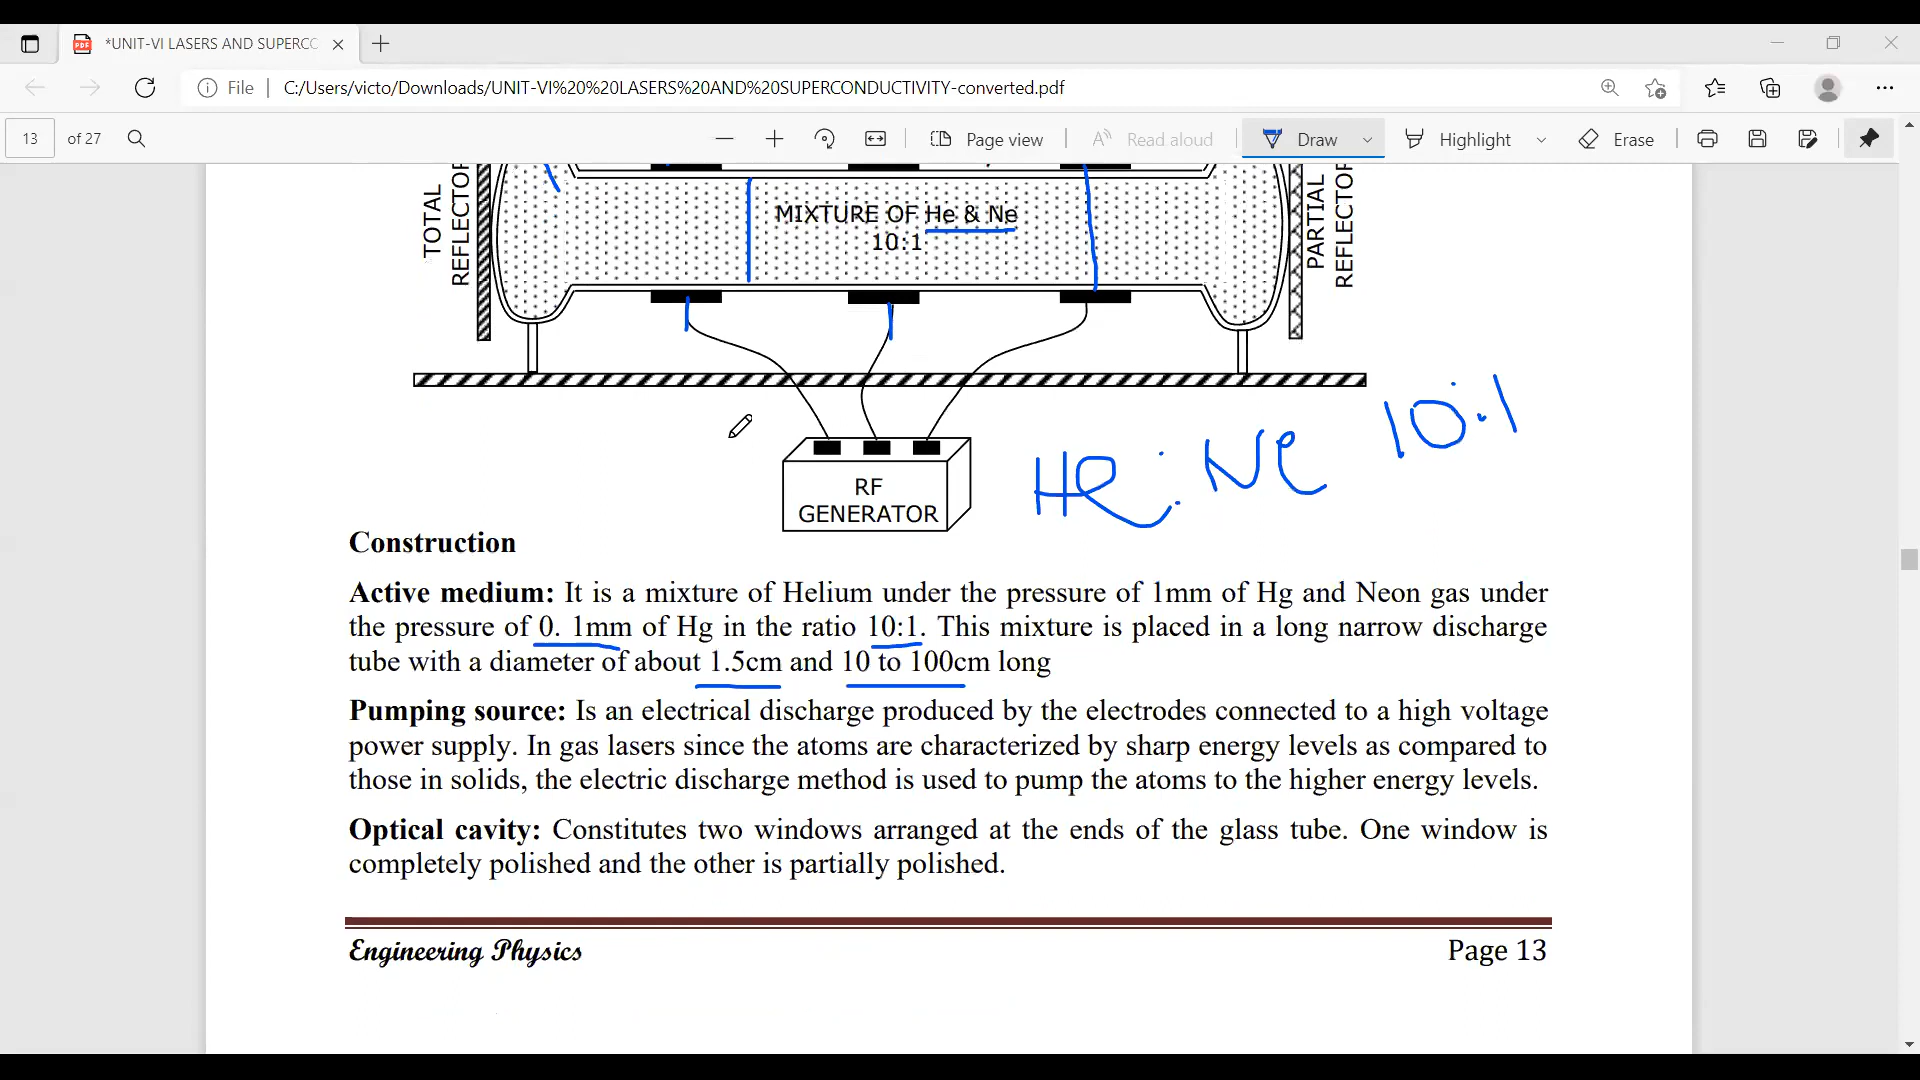 *UNIT-VI LASERS AND SUPERCO
File
C:/Users/victo/Downloads/UNIT-VI%20%20LASERS%20AND%20SUPERCONDUCTIVITY-converted.pdf
13 of 27
Page view
Read aloud
Draw
Highlight
Erase
TOTAL
REFLECTOR
MIXTURE OF He & Ne
10:1
PARTIAL
REFLECTOR
RF
GENERATOR
He : Ne 10:1
Construction
Active medium: It is a mixture of Helium under the pressure of 1mm of Hg and Neon gas under
the pressure of 0. 1mm of Hg in the ratio 10:1. This mixture is placed in a long narrow discharge
tube with a diameter of about 1.5cm and 10 to 100cm long
Pumping source: Is an electrical discharge produced by the electrodes connected to a high voltage
power supply. In gas lasers since the atoms are characterized by sharp energy levels as compared to
those in solids, the electric discharge method is used to pump the atoms to the higher energy levels.
Optical cavity: Constitutes two windows arranged at the ends of the glass tube. One window is
completely polished and the other is partially polished.
Engineering Physics
Page 13